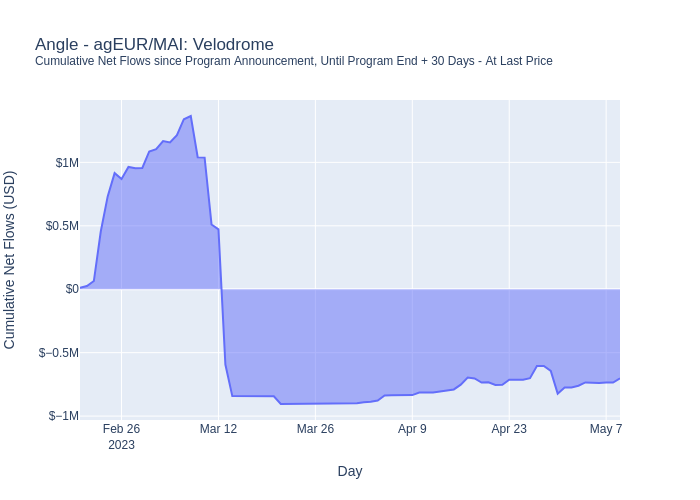 Angle - agEUR/MAI: Velodrome
Cumulative Net Flows since Program Announcement, Until Program End + 30 Days - At Last Price
Cumulative Net Flows (USD)
$1M
$0.5M
$0
$−0.5M
$−1M
Feb 26
2023
Mar 12
Mar 26
Apr 9
Apr 23
May 7
Day